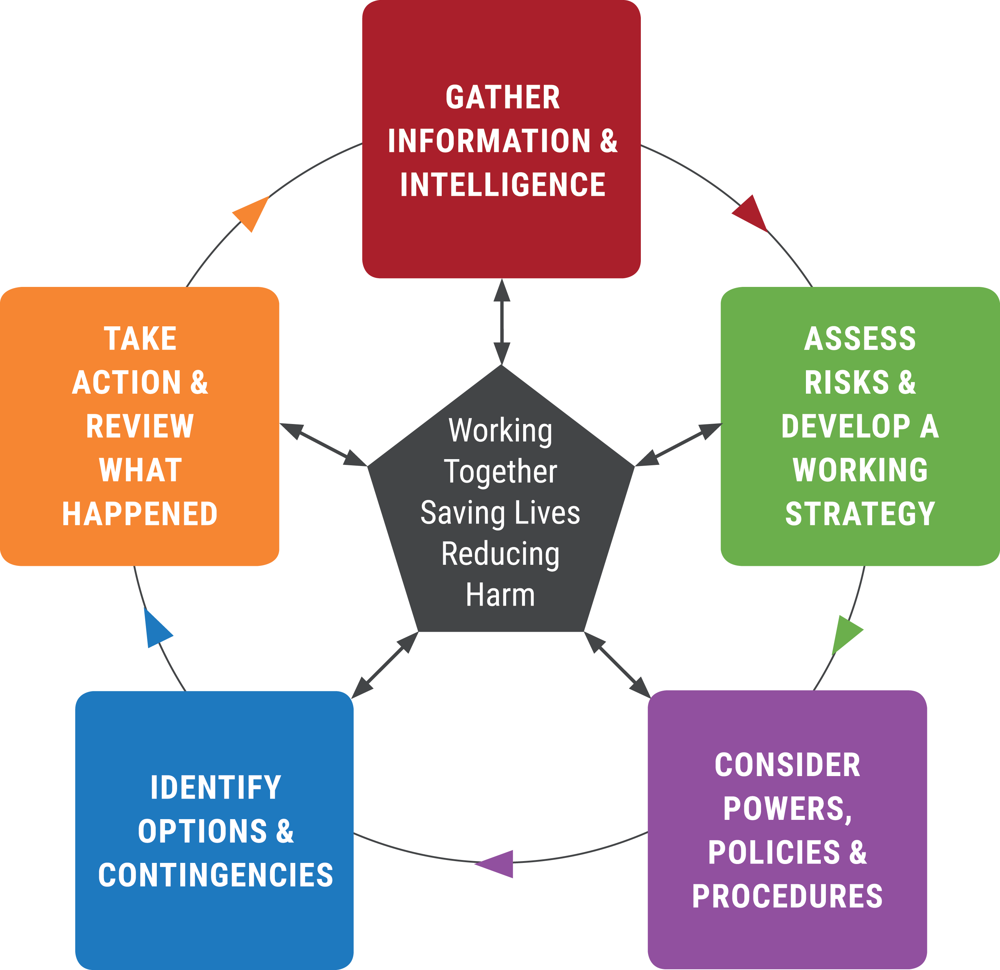 GATHER
INFORMATION &
INTELLIGENCE
ASSESS
RISKS &
DEVELOP A
WORKING
STRATEGY
CONSIDER
POWERS,
POLICIES &
PROCEDURES
IDENTIFY
OPTIONS &
CONTINGENCIES
TAKE
ACTION &
REVIEW
WHAT
HAPPENED
Working
Together
Saving Lives
Reducing
Harm